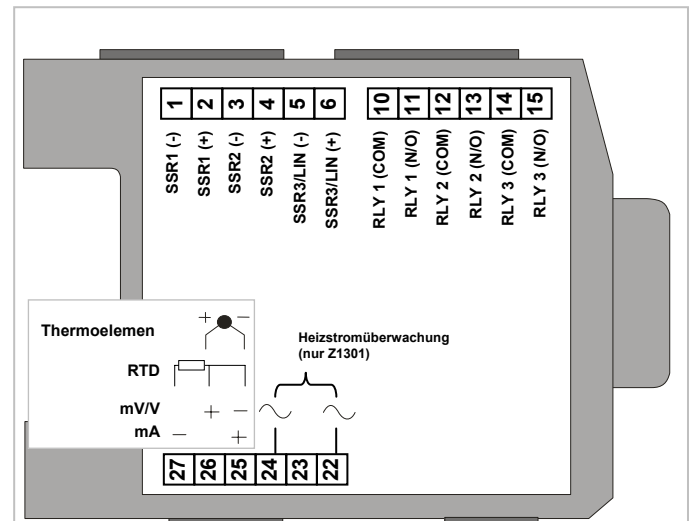 1 2 3 4 5 6 10 11 12 13 14 15
SSR1 (-)
SSR1 (+)
SSR2 (-)
SSR2 (+)
SSR3/LIN (-)
SSR3/LIN (+)
RLY 1 (COM)
RLY 1 (N/O)
RLY 2 (COM)
RLY 2 (N/O)
RLY 3 (COM)
RLY 3 (N/O)
Thermoelemen + −
Heizstromüberwachung
(nur Z1301)
RTD
mV/V + −
mA − +
27 26 25 24 23 22